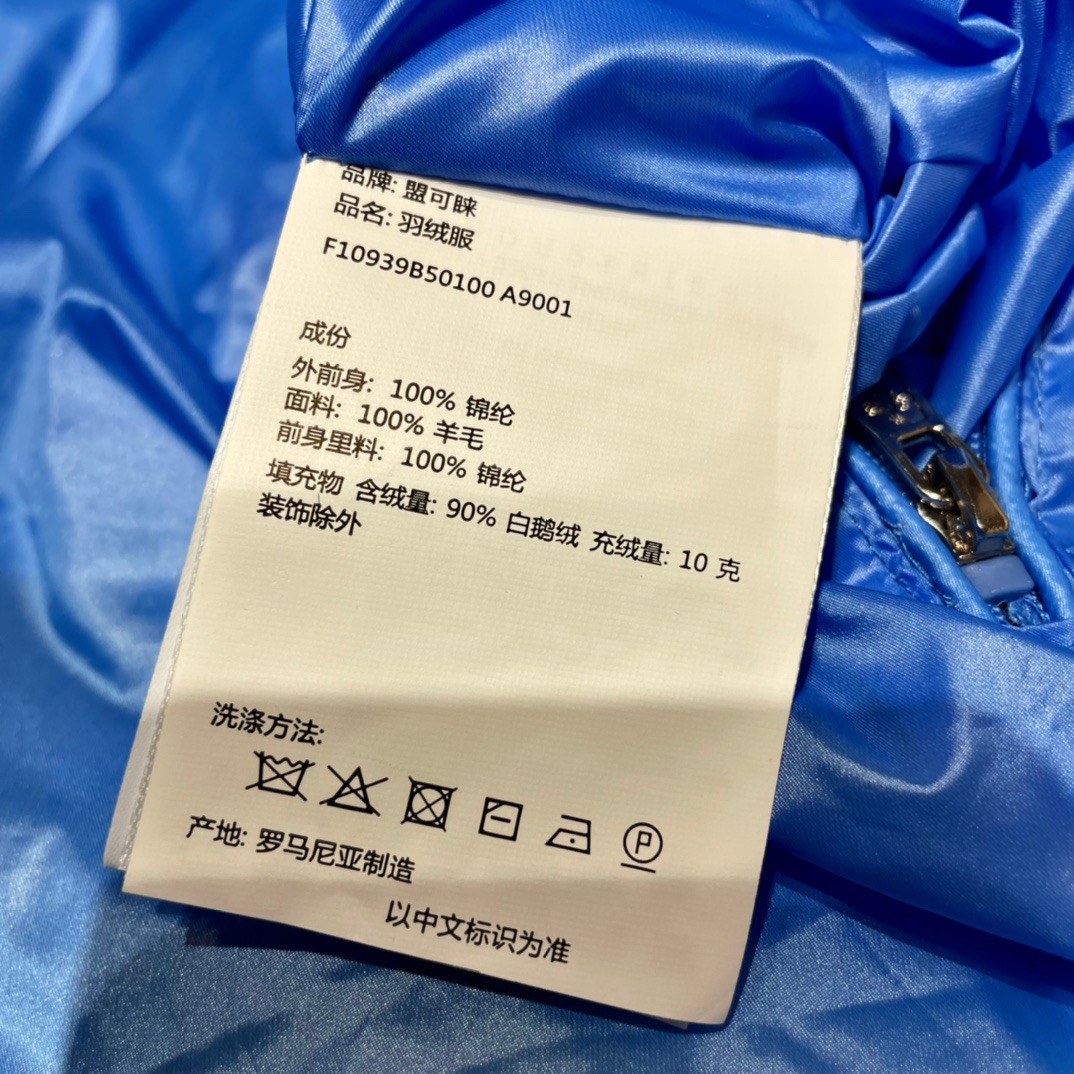 品牌: 盟可睐
品名: 羽绒服
F10939B50100 A9001
成份
外前身: 100% 锦纶
面料: 100% 羊毛
前身里料: 100% 锦纶
填充物 含绒量: 90% 白鹅绒 充绒量: 10 克
装饰除外
洗涤方法:
P
产地: 罗马尼亚制造
以中文标识为准